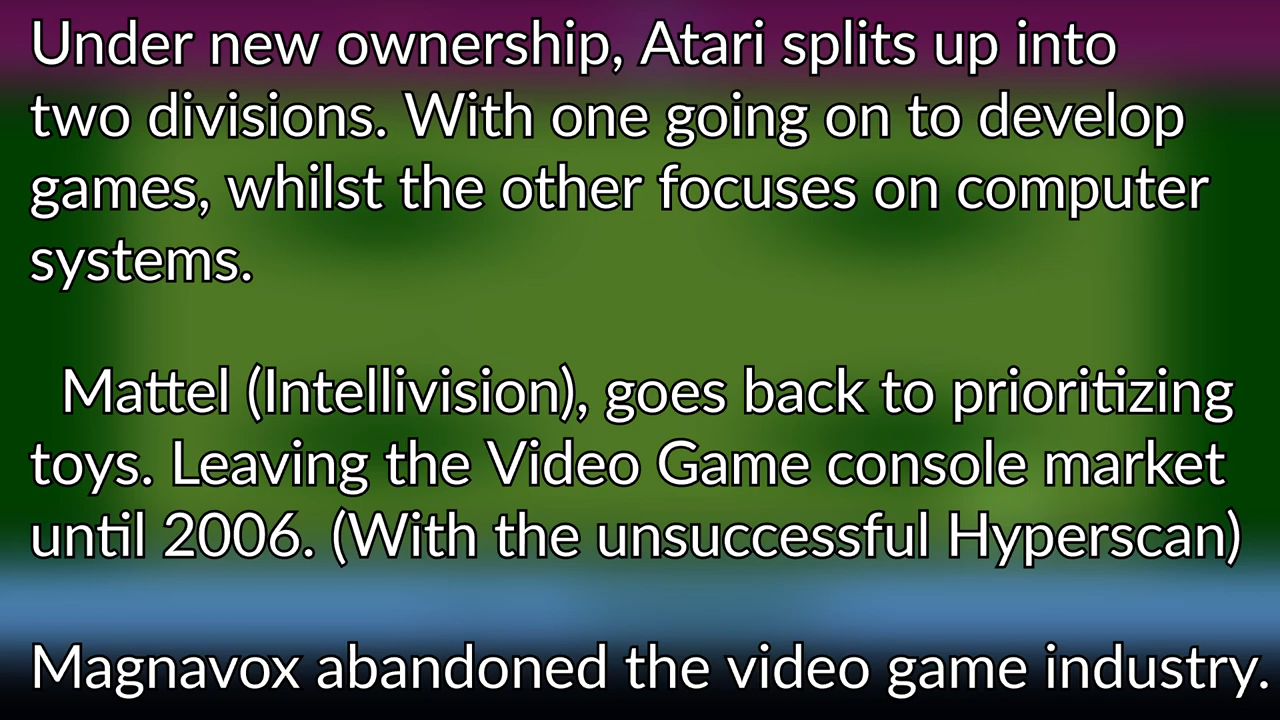 Under new ownership, Atari splits up into
two divisions. With one going on to develop
games, whilst the other focuses on computer
systems.
Mattel (Intellivision), goes back to prioritizing
toys. Leaving the Video Game console market
until 2006. (With the unsuccessful Hyperscan)
Magnavox abandoned the video game industry.